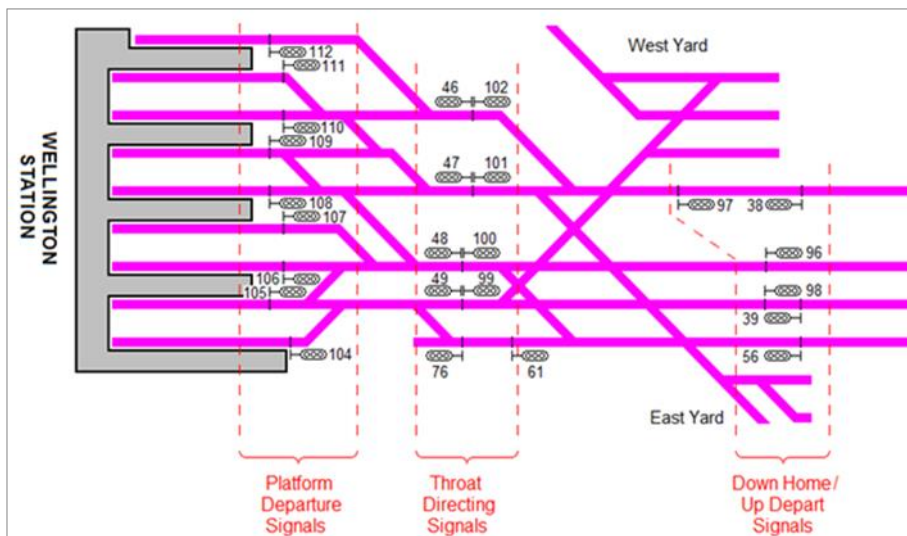 WELLINGTON
STATION
112
111
110
109
108
107
106
105
104
46 102
47 101
48 100
49 99
76 61
West Yard
97 38
96
98
39
56
East Yard
Platform
Departure
Signals
Throat
Directing
Signals
Down Home/
Up Depart
Signals